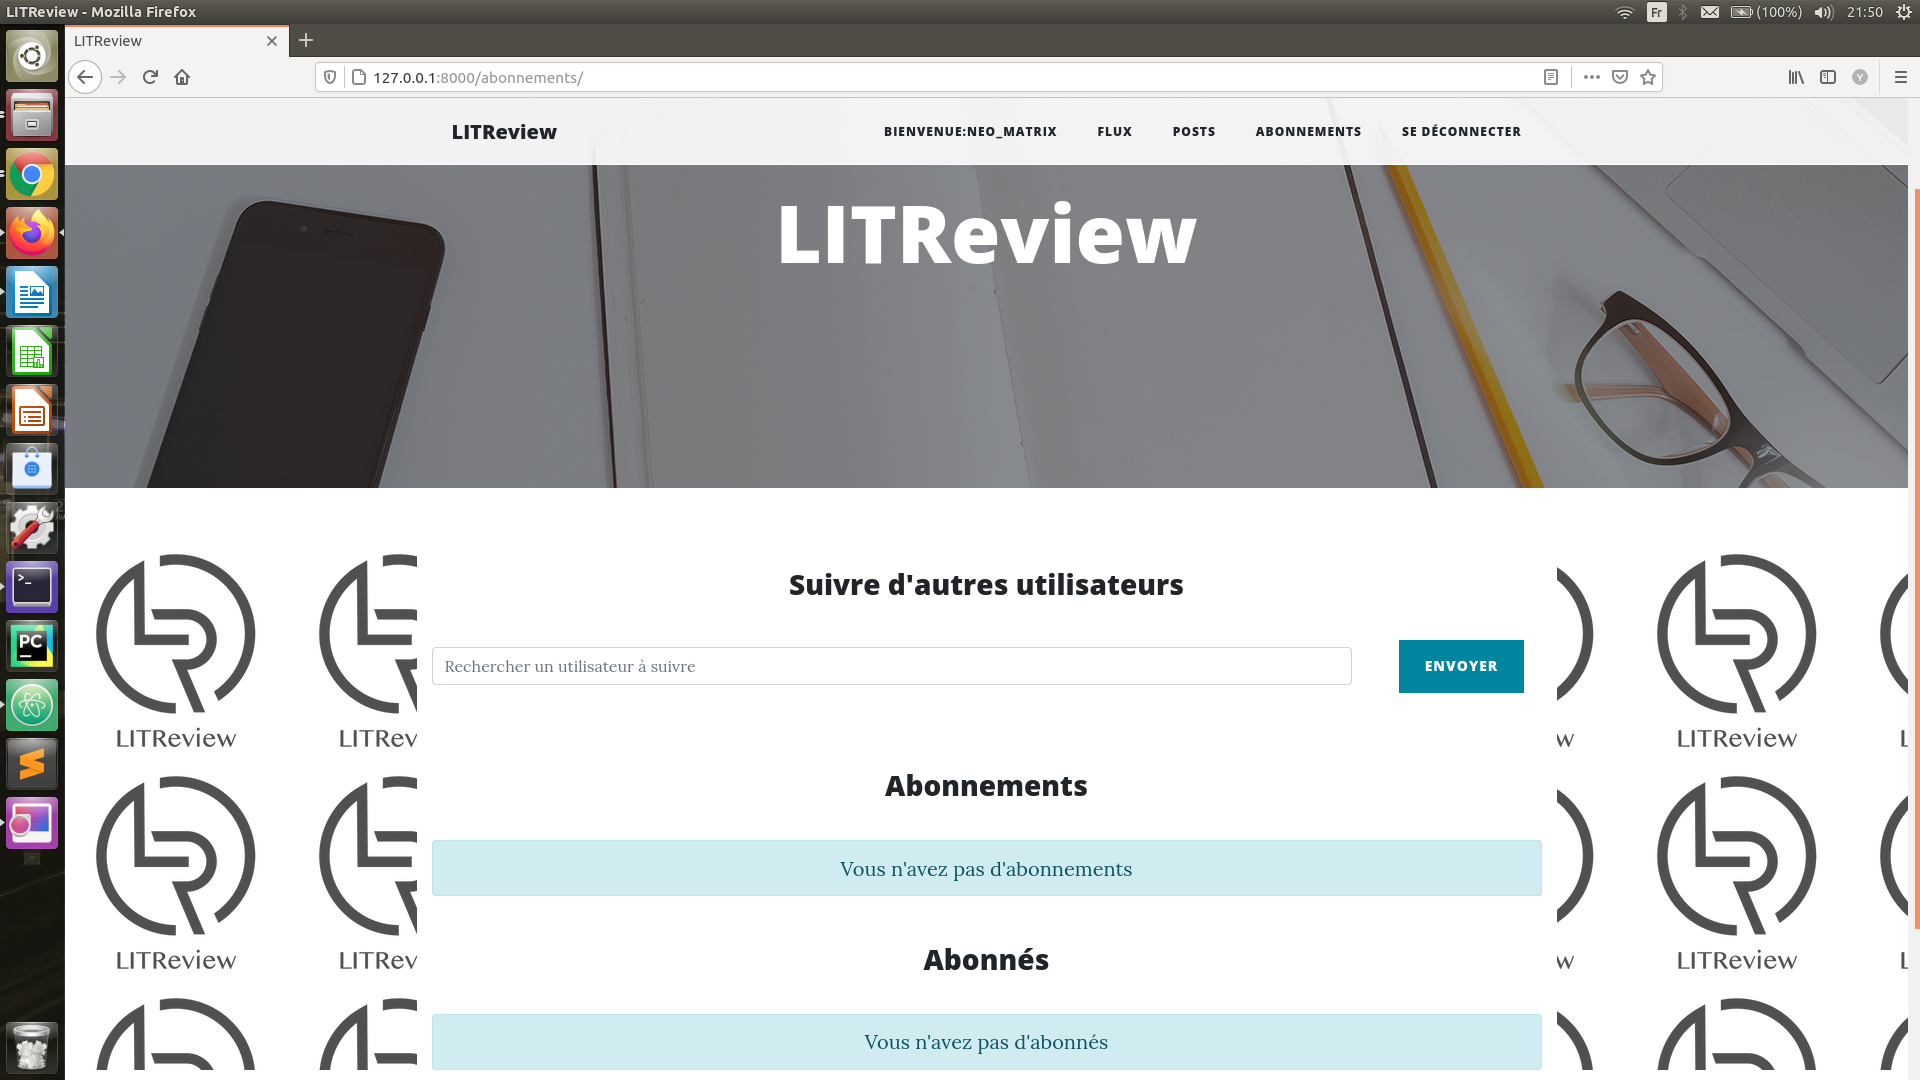 LITReview - Mozilla Firefox
Fr
(100%)
21:50
LITReview
127.0.0.1:8000/abonnements/
Y
LITReview
BIENVENUE:NEO_MATRIX
FLUX
POSTS
ABONNEMENTS
SE DÉCONNECTER
LITReview
Suivre d'autres utilisateurs
Rechercher un utilisateur à suivre
ENVOYER
LITReview
LITRev
w
LITReview
L
Abonnements
Vous n'avez pas d'abonnements
Abonnés
LITReview
LITRev
w
LITReview
L
Vous n'avez pas d'abonnés
>_
PC